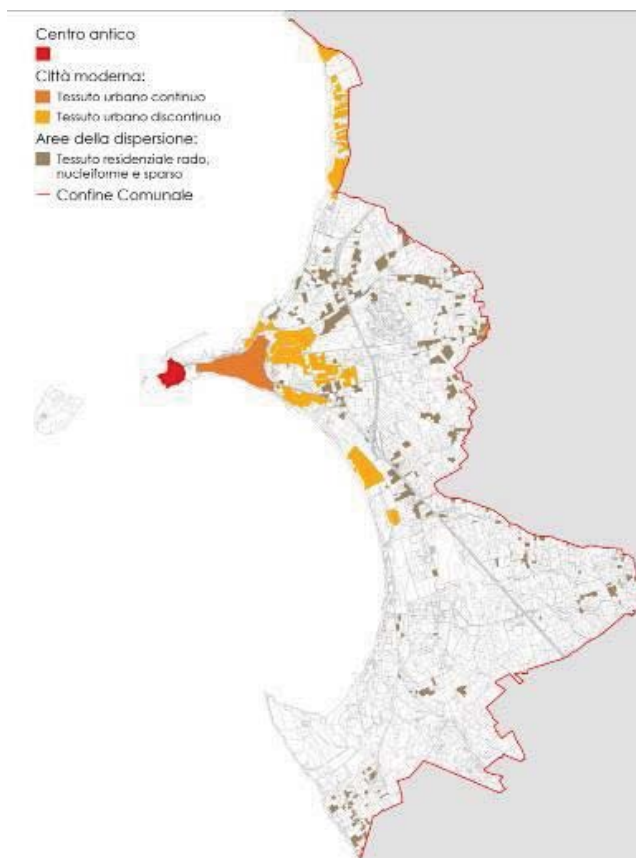 Centro antico
Città moderna:
Tessuto urbano continuo
Tessuto urbano discontinuo
Aree della dispersione:
Tessuto residenziale rado,
nucleiforme e sparso
Confine Comunale